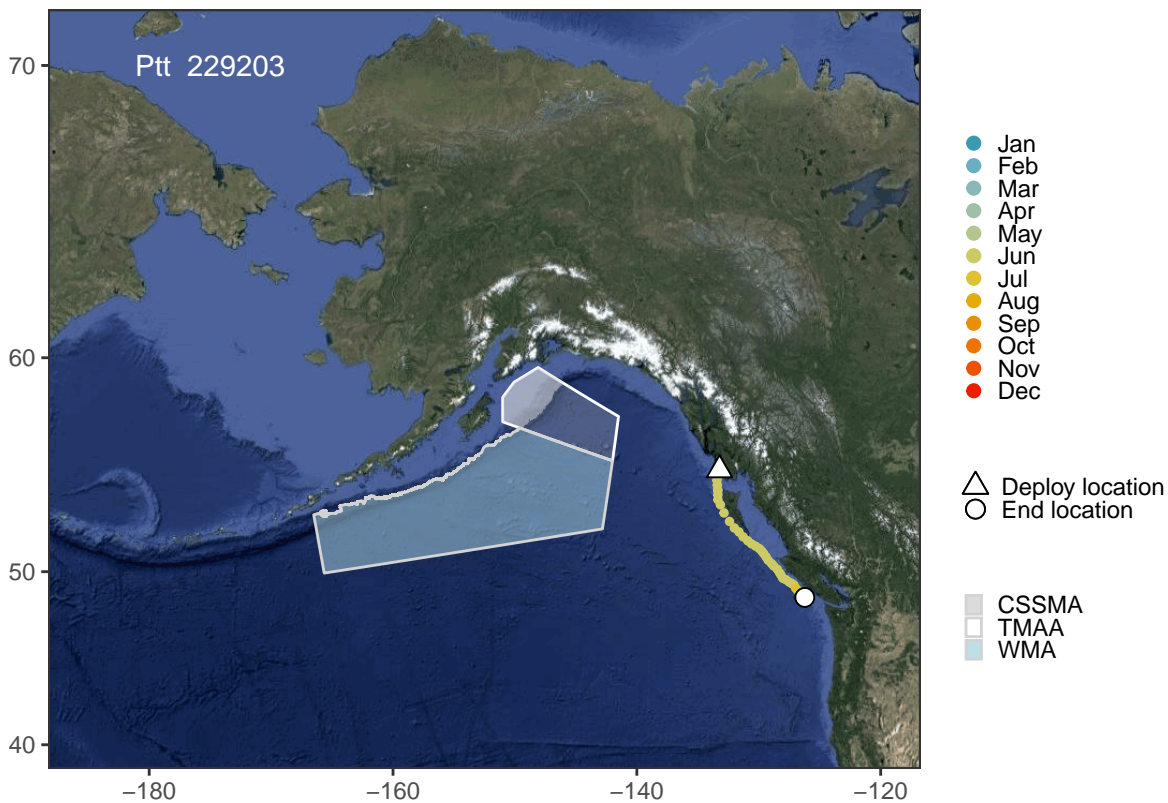 Ptt 229203
70
60
50
40
−180
−160
−140
−120
Jan
Feb
Mar
Apr
May
Jun
Jul
Aug
Sep
Oct
Nov
Dec
Deploy location
End location
CSSMA
TMAA
WMA